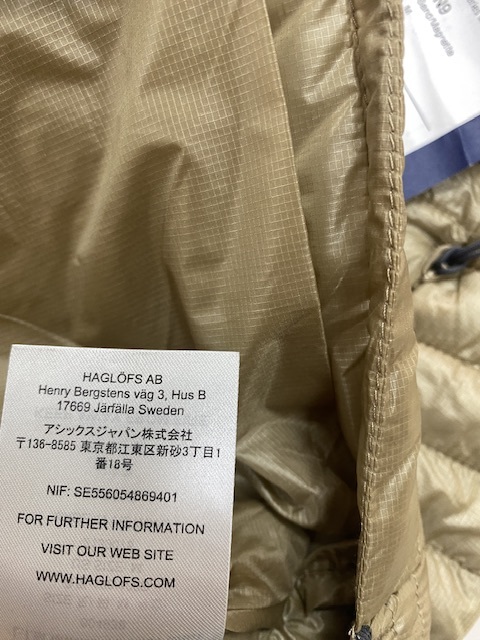 HAGLÖFS AB
Henry Bergstens väg 3, Hus B
17669 Järfälla Sweden
アシックスジャパン株式会社
〒136-8585 東京都江東区新砂3丁目1
番18号
NIF: SE556054869401
FOR FURTHER INFORMATION
VISIT OUR WEB SITE
WWW.HAGLOFS.COM